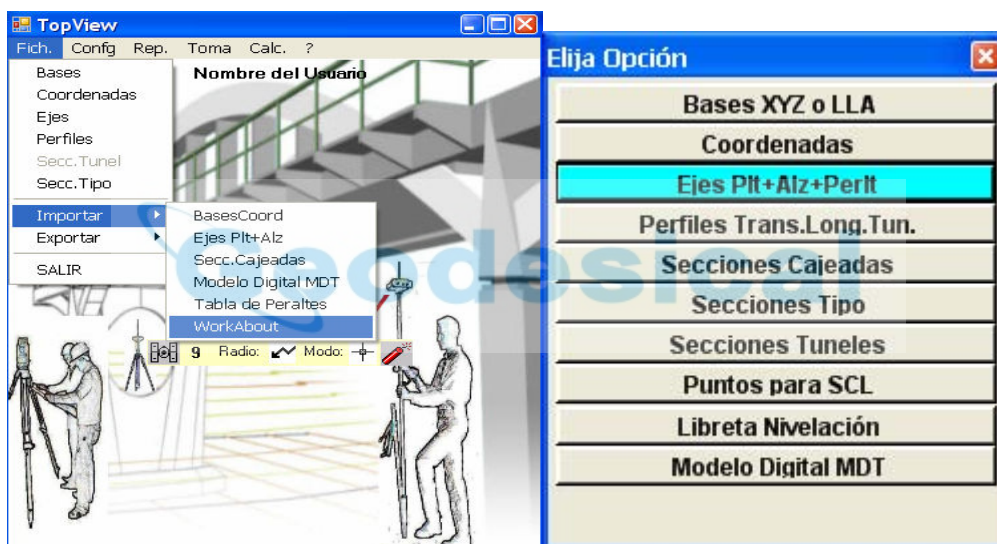 TopView
Fich. Confg Rep. Toma Calc. ?
Bases
Coordenadas
Ejes
Perfiles
Secc.Tunel
Secc.Tipo
Importar
Exportar
SALIR
Nombre del Usuario
BasesCoord
Ejes Plt+Alz
Secc.Cajeadas
Modelo Digital MDT
Tabla de Peraltes
WorkAbout
9 Radio: Modo:
Elija Opción
Bases XYZ o LLA
Coordenadas
Ejes Plt+Alz+Perlt
Perfiles Trans.Long.Tun.
Secciones Cajeadas
Secciones Tipo
Secciones Tuneles
Puntos para SCL
Libreta Nivelación
Modelo Digital MDT
Geodesical